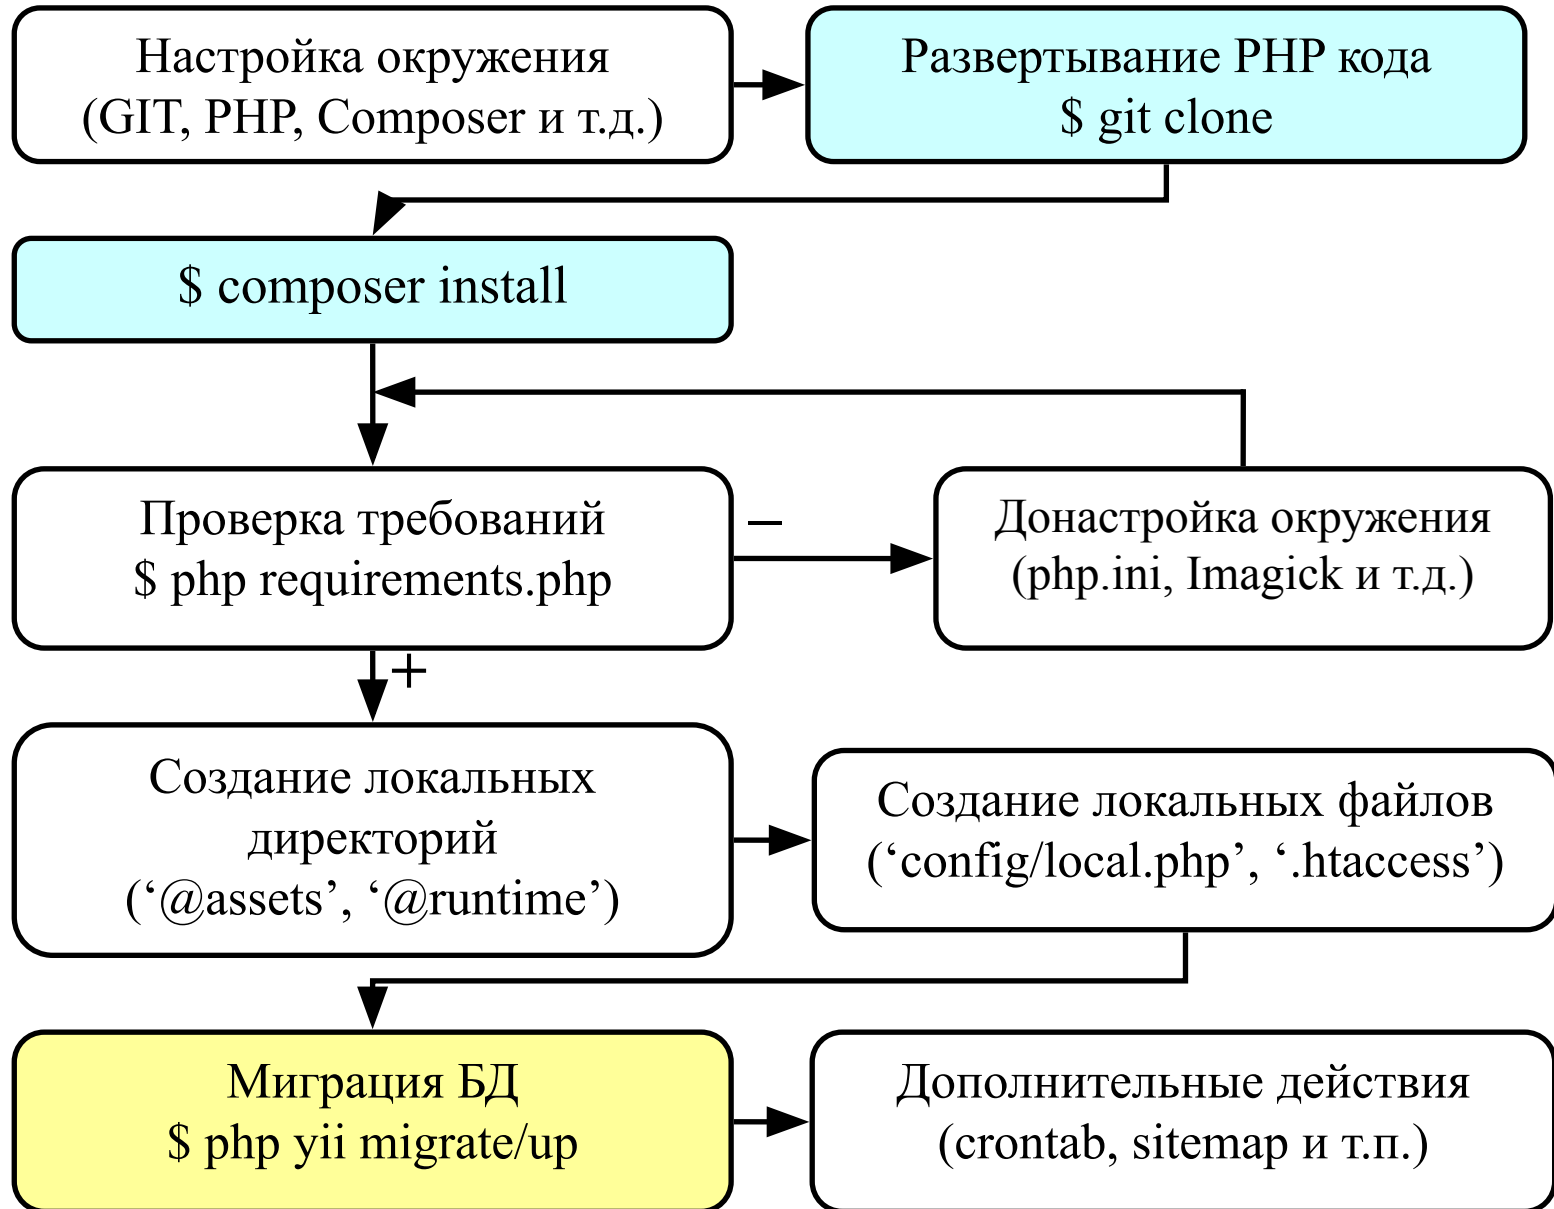 Настройка окружения
(GIT, PHP, Composer и т.д.)
Развертывание PHP кода
$ git clone
$ composer install
Проверка требований
$ php requirements.php
–
Донастройка окружения
(php.ini, Imagick и т.д.)
+
Создание локальных
директорий
(‘@assets’, ‘@runtime’)
Создание локальных файлов
(‘config/local.php’, ‘.htaccess’)
Миграция БД
$ php yii migrate/up
Дополнительные действия
(crontab, sitemap и т.п.)